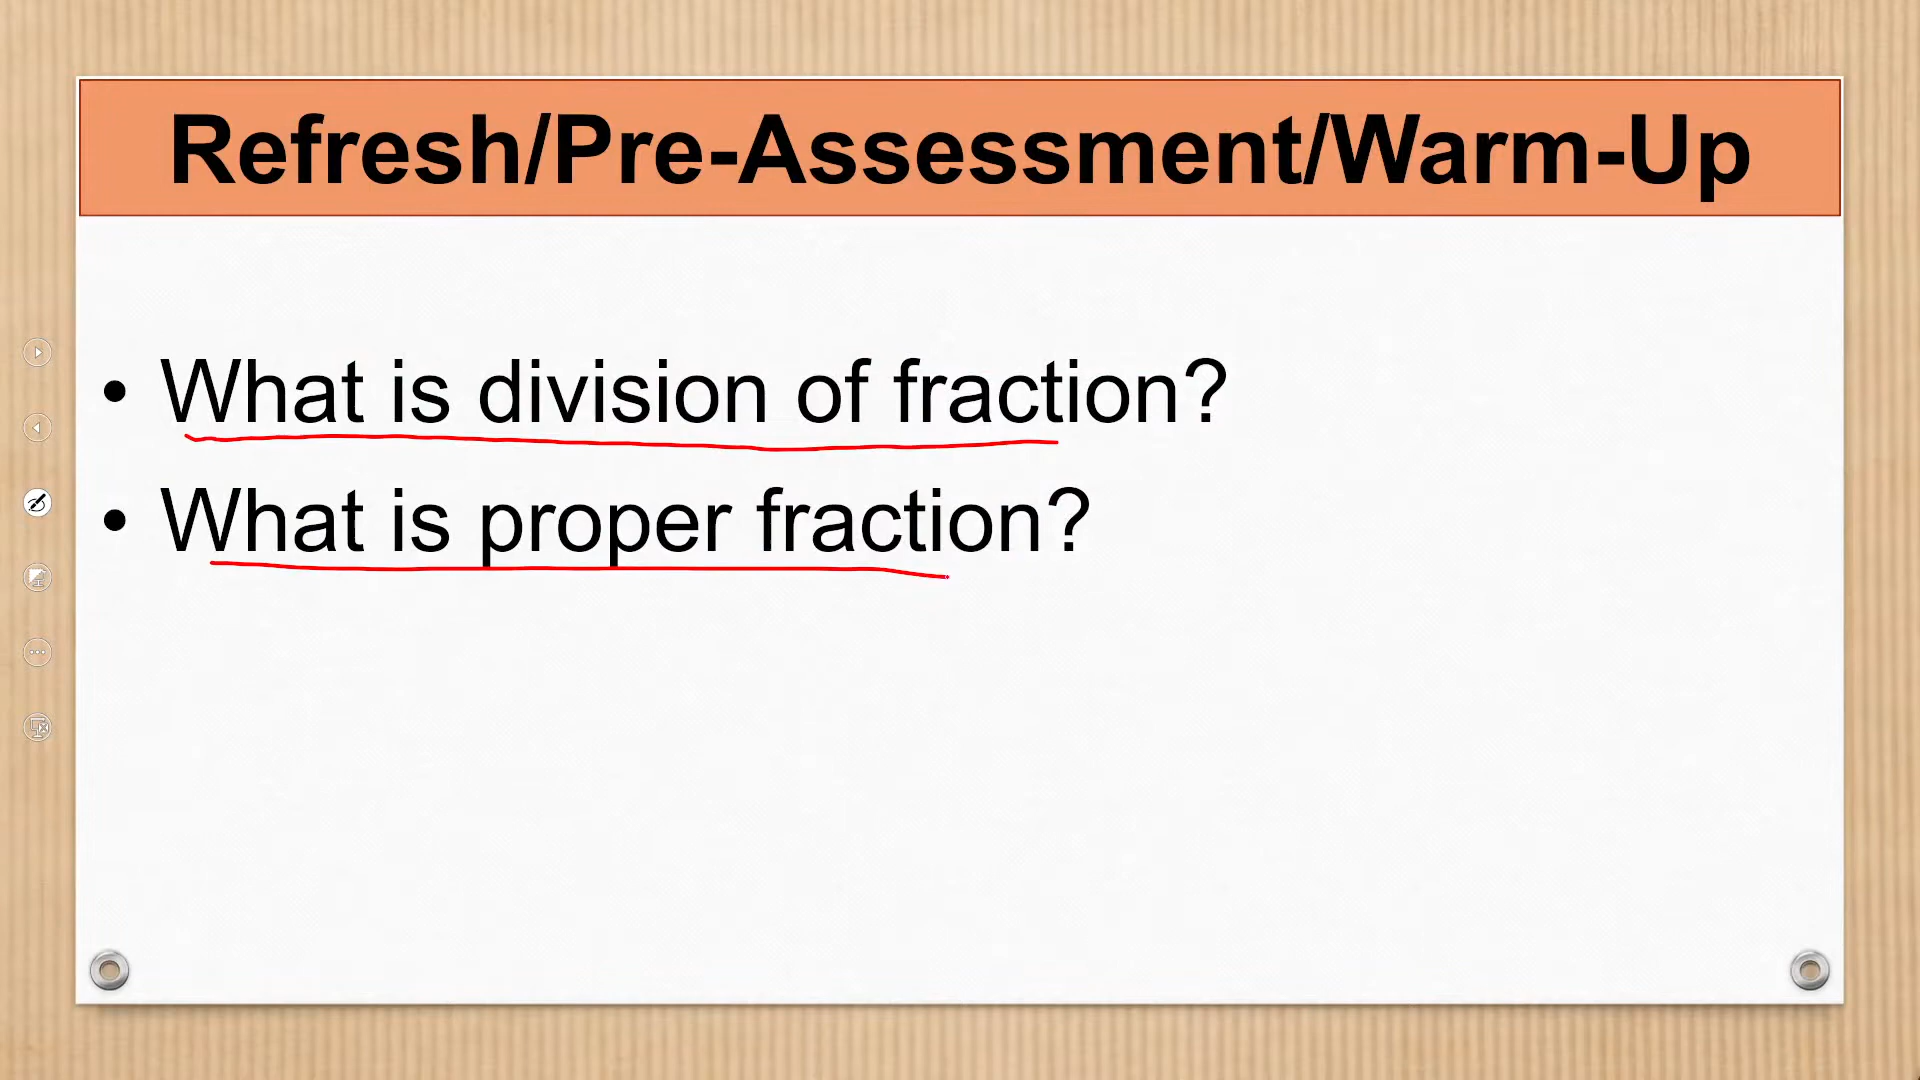 Refresh/Pre-Assessment/Warm-Up
• What is division of fraction?
• What is proper fraction?